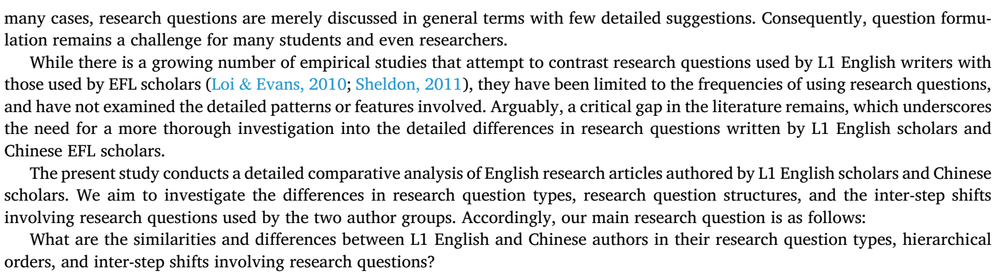 many cases, research questions are merely discussed in general terms with few detailed suggestions. Consequently, question formu-
lation remains a challenge for many students and even researchers.
While there is a growing number of empirical studies that attempt to contrast research questions used by L1 English writers with
those used by EFL scholars (Loi & Evans, 2010; Sheldon, 2011), they have been limited to the frequencies of using research questions,
and have not examined the detailed patterns or features involved. Arguably, a critical gap in the literature remains, which underscores
the need for a more thorough investigation into the detailed differences in research questions written by L1 English scholars and
Chinese EFL scholars.
The present study conducts a detailed comparative analysis of English research articles authored by L1 English scholars and Chinese
scholars. We aim to investigate the differences in research question types, research question structures, and the inter-step shifts
involving research questions used by the two author groups. Accordingly, our main research question is as follows:
What are the similarities and differences between L1 English and Chinese authors in their research question types, hierarchical
orders, and inter-step shifts involving research questions?